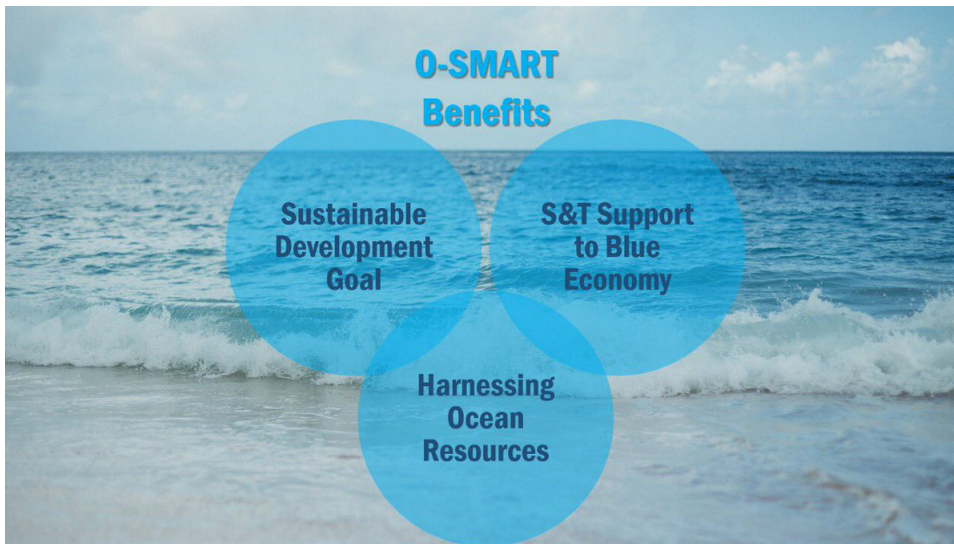 O-SMART
Benefits
Sustainable
Development
Goal
S&T Support
to Blue
Economy
Harnessing
Ocean
Resources